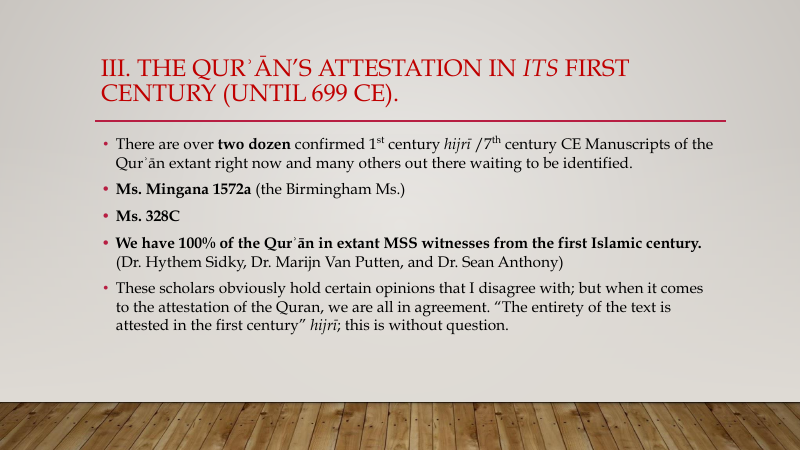 III. THE QURʾĀN’S ATTESTATION IN ITS FIRST
CENTURY (UNTIL 699 CE).
• There are over two dozen confirmed 1st century hijrī /7th century CE Manuscripts of the
Qurʾān extant right now and many others out there waiting to be identified.
• Ms. Mingana 1572a (the Birmingham Ms.)
• Ms. 328C
• We have 100% of the Qurʾān in extant MSS witnesses from the first Islamic century.
(Dr. Hythem Sidky, Dr. Marijn Van Putten, and Dr. Sean Anthony)
• These scholars obviously hold certain opinions that I disagree with; but when it comes
to the attestation of the Quran, we are all in agreement. “The entirety of the text is
attested in the first century” hijrī; this is without question.